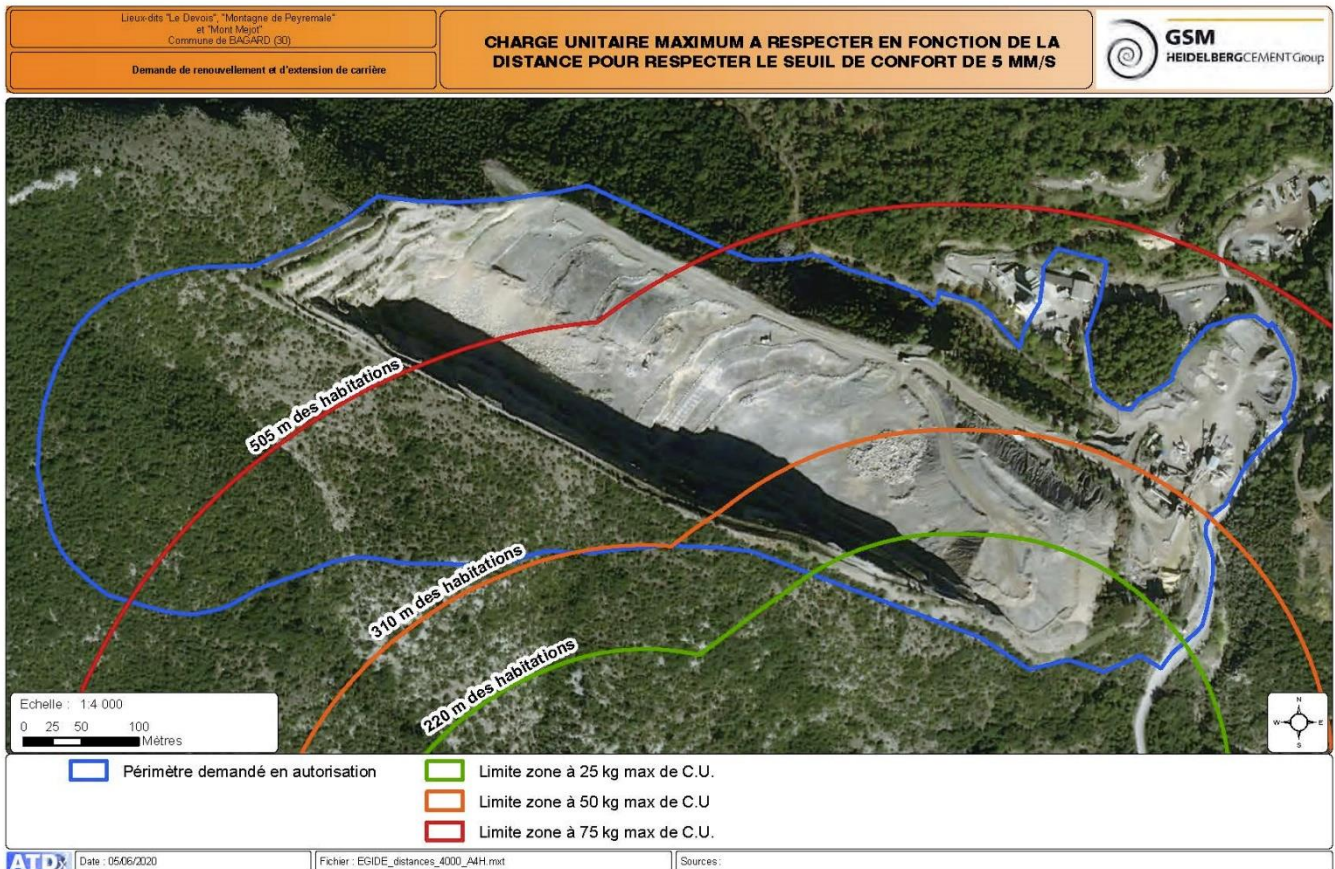 Lieux-dits "Le Devois", "Montagne de Peyremale"
et "Mont Mejot"
Commune de BAGARD (30)
Demande de renouvellement et d'extension de carrière
CHARGE UNITAIRE MAXIMUM A RESPECTER EN FONCTION DE LA
DISTANCE POUR RESPECTER LE SEUIL DE CONFORT DE 5 MM/S
GSM
HEIDELBERGCEMENT Group
505 m des habitations
310 m des habitations
220 m des habitations
Echelle : 1:4 000
0 25 50 100
Mètres
N
W E
S
Périmètre demandé en autorisation
Limite zone à 25 kg max de C.U.
Limite zone à 50 kg max de C.U
Limite zone à 75 kg max de C.U.
ATDx
Date : 05/06/2020
Fichier : EGIDE_distances_4000_A4H.mxt
Sources :